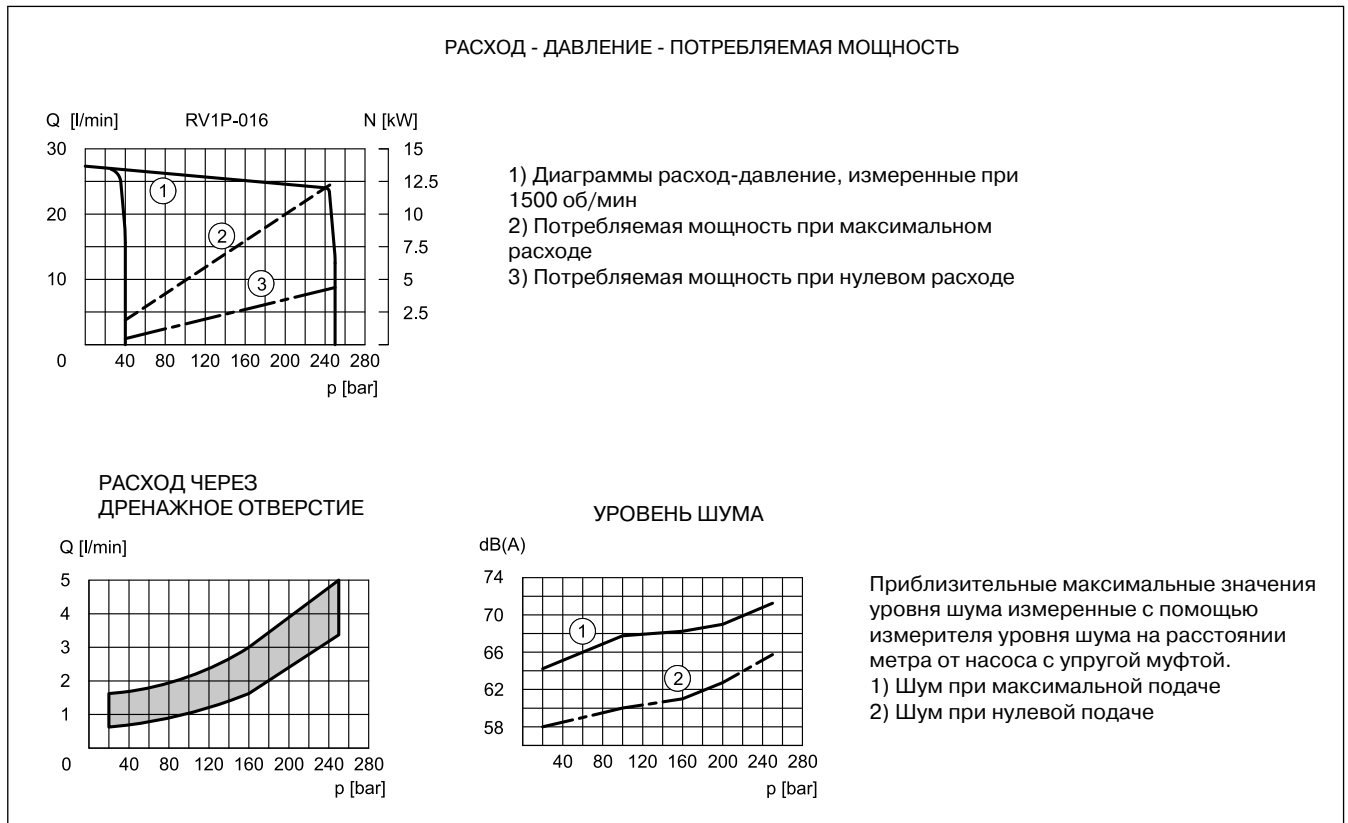 РАСХОД - ДАВЛЕНИЕ - ПОТРЕБЛЯЕМАЯ МОЩНОСТЬ
Q [l/min] RV1P-016 N [kW]
30 15
12.5
20 10
7.5
10 5
2.5
0 40 80 120 160 200 240 280
p [bar]
1
2
3
1) Диаграммы расход-давление, измеренные при
1500 об/мин
2) Потребляемая мощность при максимальном
расходе
3) Потребляемая мощность при нулевом расходе
РАСХОД ЧЕРЕЗ
ДРЕНАЖНОЕ ОТВЕРСТИЕ
Q [l/min]
5
4
3
2
1
0 40 80 120 160 200 240 280
p [bar]
УРОВЕНЬ ШУМА
dB(A)
74
70
66
62
58
1
2
40 80 120 160 200 240 280
p [bar]
Приблизительные максимальные значения
уровня шума измеренные с помощью
измерителя уровня шума на расстоянии
метра от насоса с упругой муфтой.
1) Шум при максимальной подаче
2) Шум при нулевой подаче